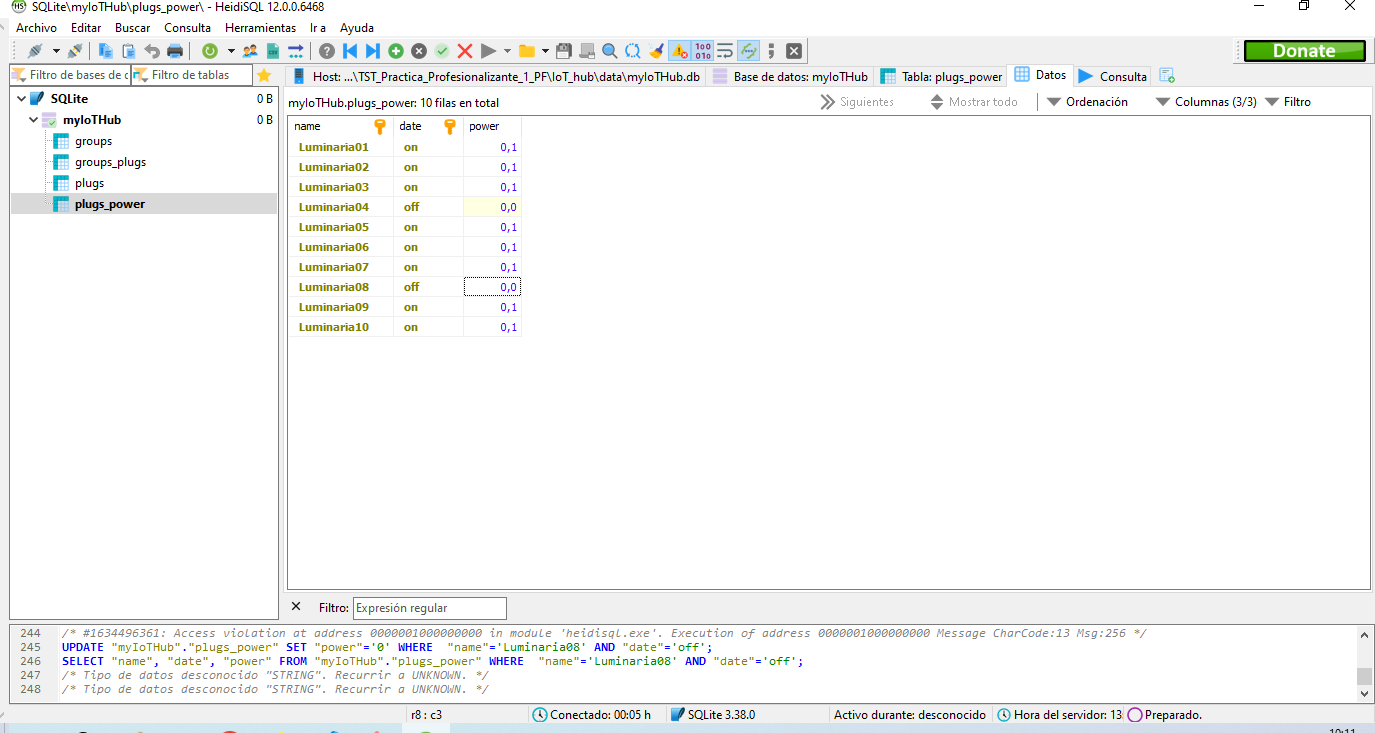 SQLite\myIoTHub\plugs_power\ - HeidiSQL 12.0.0.6468
Archivo Editar Buscar Consulta Herramientas Ir a Ayuda
Donate
Filtro de bases de d Filtro de tablas
Host: ...\TST_Practica_Profesionalizante_1_PF\IoT_hub\data\myIoTHub.db Base de datos: myIoTHub Tabla: plugs_power Datos Consulta
SQLite 0 B
myIoTHub 0 B
groups
groups_plugs
plugs
plugs_power
myIoTHub.plugs_power: 10 filas en total Siguientes Mostrar todo Ordenación Columnas (3/3) Filtro
name date power
Luminaria01 on 0,1
Luminaria02 on 0,1
Luminaria03 on 0,1
Luminaria04 off 0,0
Luminaria05 on 0,1
Luminaria06 on 0,1
Luminaria07 on 0,1
Luminaria08 off 0,0
Luminaria09 on 0,1
Luminaria10 on 0,1
Filtro: Expresión regular
244 /* #1634496361: Access violation at address 0000001000000000 in module 'heidisql.exe'. Execution of address 0000001000000000 Message CharCode:13 Msg:256 */
245 UPDATE "myIoTHub"."plugs_power" SET "power"='0' WHERE "name"='Luminaria08' AND "date"='off';
246 SELECT "name", "date", "power" FROM "myIoTHub"."plugs_power" WHERE "name"='Luminaria08' AND "date"='off';
247 /* Tipo de datos desconocido "STRING". Recurrir a UNKNOWN. */
248 /* Tipo de datos desconocido "STRING". Recurrir a UNKNOWN. */
r8 : c3 Conectado: 00:05 h SQLite 3.38.0 Activo durante: desconocido Hora del servidor: 13 Preparado.